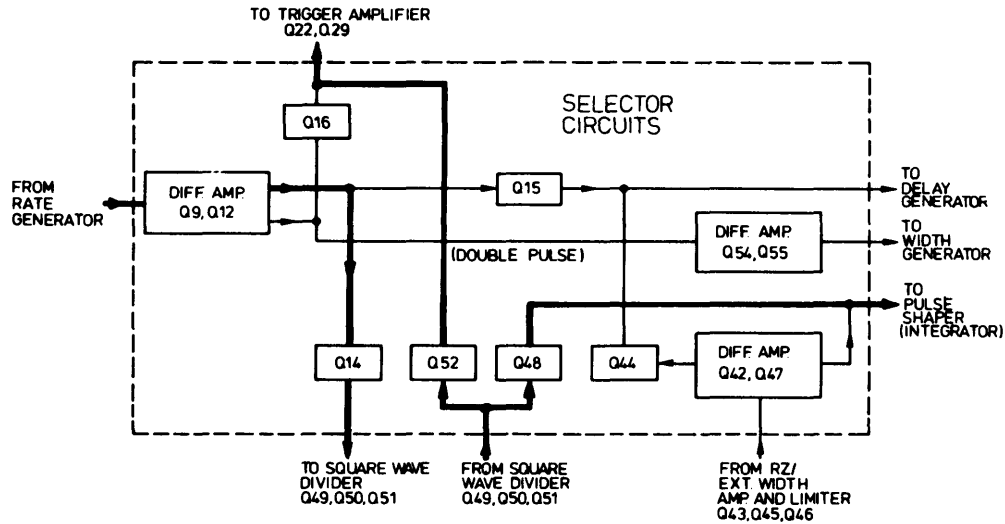 TO TRIGGER AMPLIFIER
Q22, Q29
SELECTOR
CIRCUITS
Q16
FROM
RATE
GENERATOR
DIFF. AMP.
Q9, Q12
Q15
TO
DELAY
GENERATOR
DIFF. AMP.
Q54, Q55
TO
WIDTH
GENERATOR
(DOUBLE PULSE)
TO
PULSE
SHAPER
(INTEGRATOR)
Q14
Q52
Q48
Q44
DIFF. AMP.
Q42, Q47
TO SQUARE WAVE
DIVIDER
Q49, Q50, Q51
FROM SQUARE
WAVE DIVIDER
Q49, Q50, Q51
FROM RZ/
EXT. WIDTH
AMP. AND LIMITER
Q43, Q45, Q46